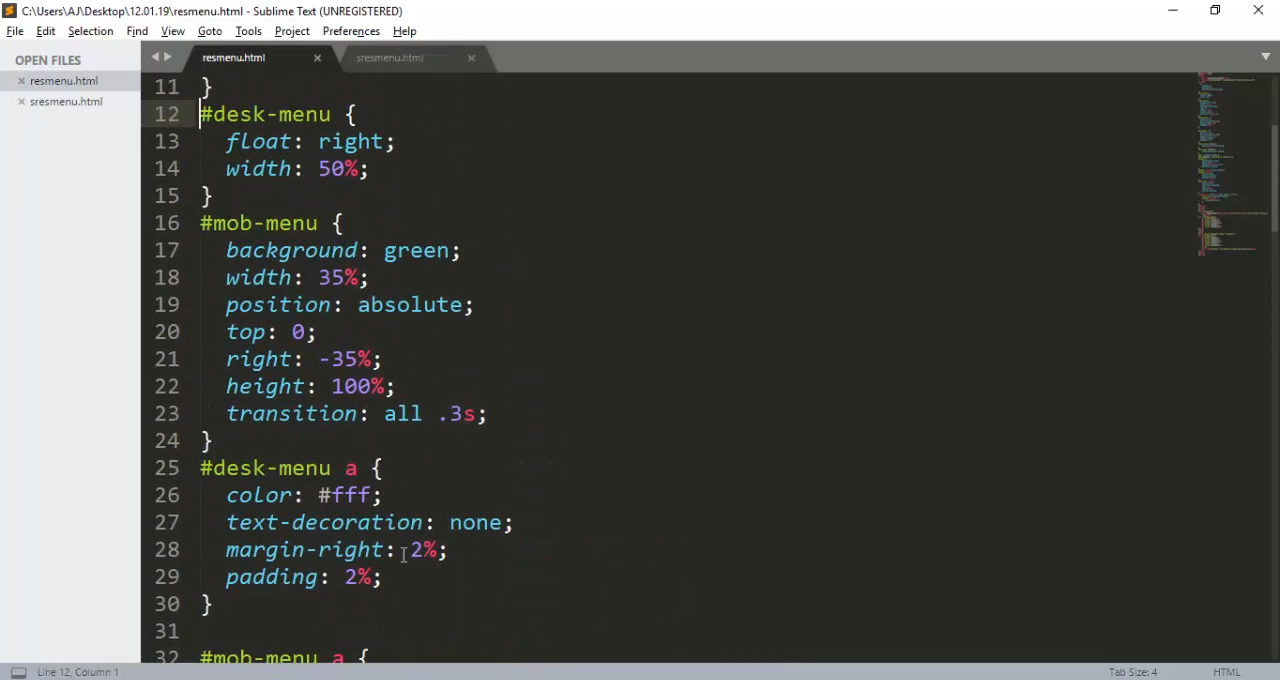 C:\Users\AJ\Desktop\12.01.19\resmenu.html - Sublime Text (UNREGISTERED)
File Edit Selection Find View Goto Tools Project Preferences Help
OPEN FILES
resmenu.html
sresmenu.html
resmenu.html sresmenu.html
11 }
12 #desk-menu {
13 float: right;
14 width: 50%;
15 }
16 #mob-menu {
17 background: green;
18 width: 35%;
19 position: absolute;
20 top: 0;
21 right: -35%;
22 height: 100%;
23 transition: all .3s;
24 }
25 #desk-menu a {
26 color: #fff;
27 text-decoration: none;
28 margin-right: 2%;
29 padding: 2%;
30 }
31
32 #mob-menu a {
Line 12, Column 1 Tab Size: 4 HTML